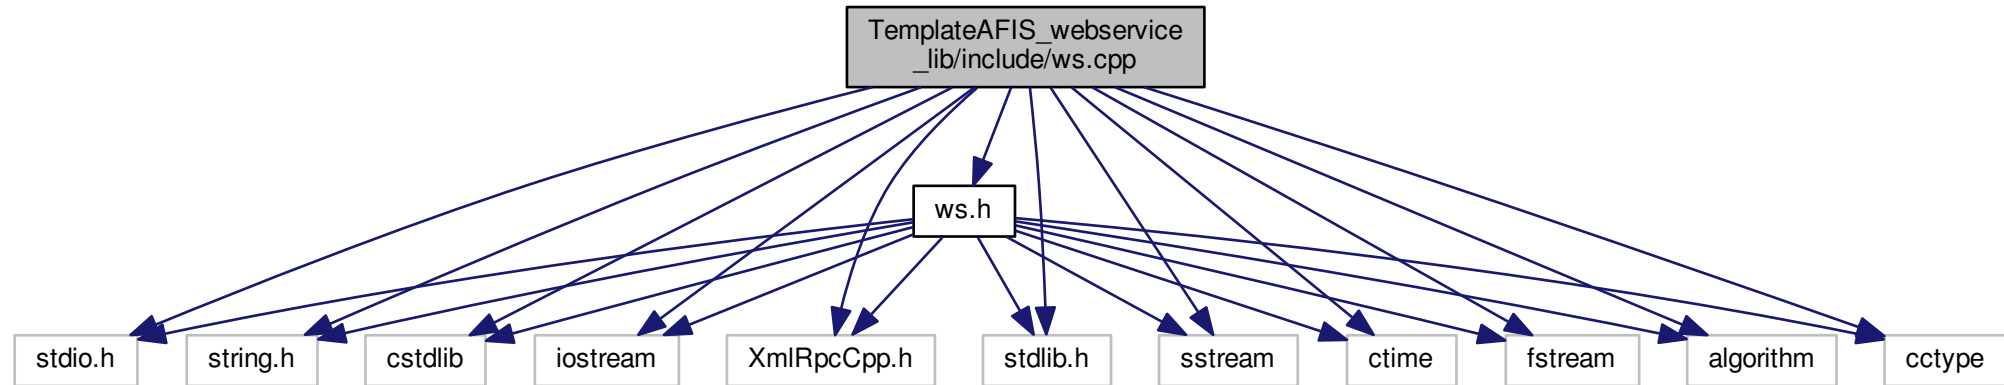 TemplateAFIS_webservice
_lib/include/ws.cpp
ws.h
stdio.h
string.h
cstdlib
iostream
XmlRpcCpp.h
stdlib.h
sstream
ctime
fstream
algorithm
cctype